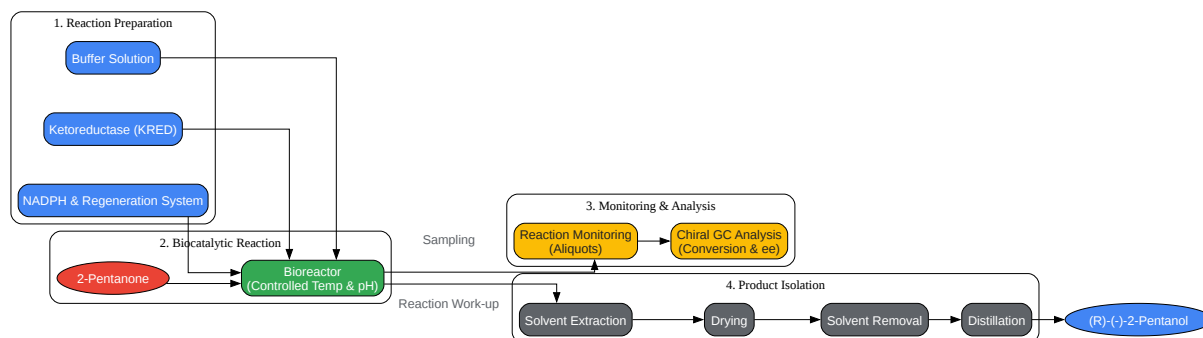 1. Reaction Preparation
Buffer Solution
Ketoreductase (KRED)
NADPH & Regeneration System
2. Biocatalytic Reaction
2-Pentanone
Bioreactor
(Controlled Temp & pH)
Sampling
Reaction Work-up
3. Monitoring & Analysis
Reaction Monitoring
(Aliquots)
Chiral GC Analysis
(Conversion & ee)
4. Product Isolation
Solvent Extraction
Drying
Solvent Removal
Distillation
(R)-(-)-2-Pentanol